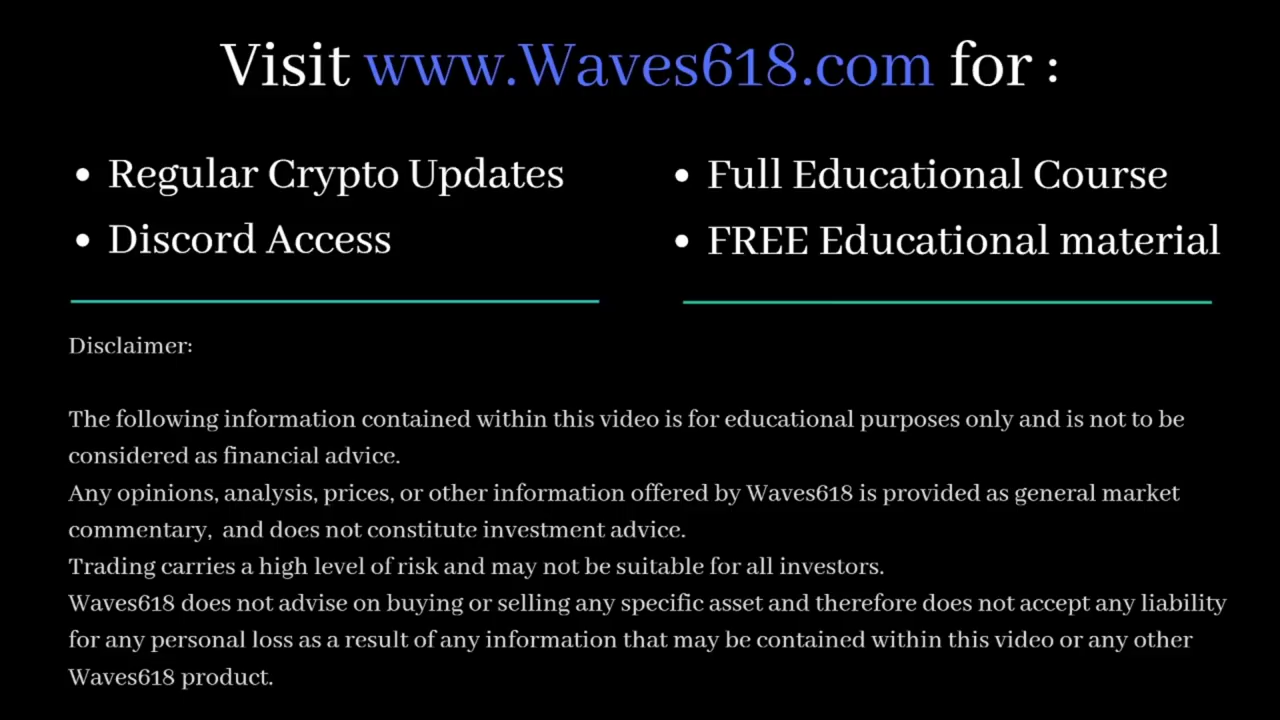 Visit www.Waves618.com for :
• Regular Crypto Updates
• Discord Access
• Full Educational Course
• FREE Educational material
Disclaimer:
The following information contained within this video is for educational purposes only and is not to be
considered as financial advice.
Any opinions, analysis, prices, or other information offered by Waves618 is provided as general market
commentary,  and does not constitute investment advice.
Trading carries a high level of risk and may not be suitable for all investors.
Waves618 does not advise on buying or selling any specific asset and therefore does not accept any liability
for any personal loss as a result of any information that may be contained within this video or any other
Waves618 product.